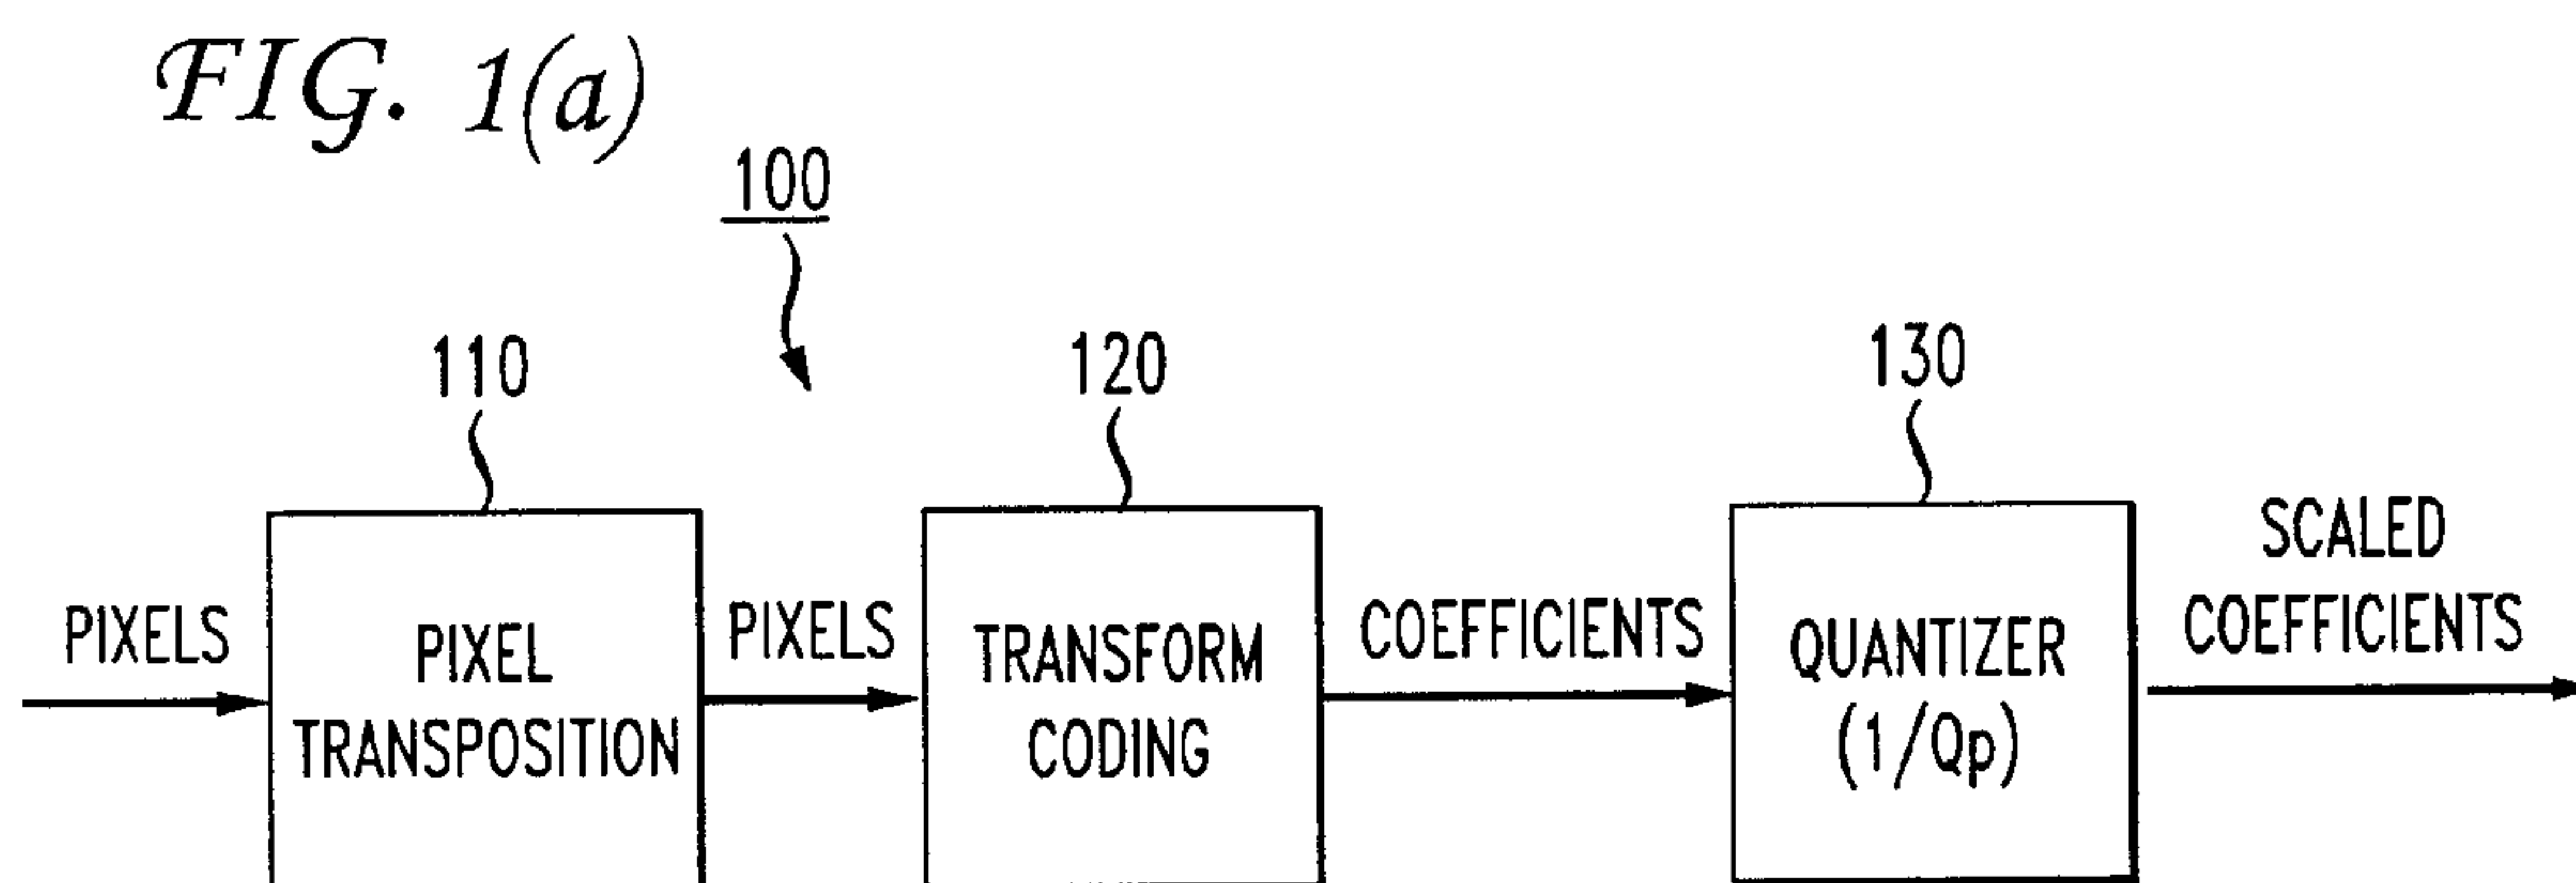 FIG. 1(a)
100
110
120
130
PIXELS
PIXEL
TRANSPOSITION
PIXELS
TRANSFORM
CODING
COEFFICIENTS
QUANTIZER
(1/Qp)
SCALED
COEFFICIENTS